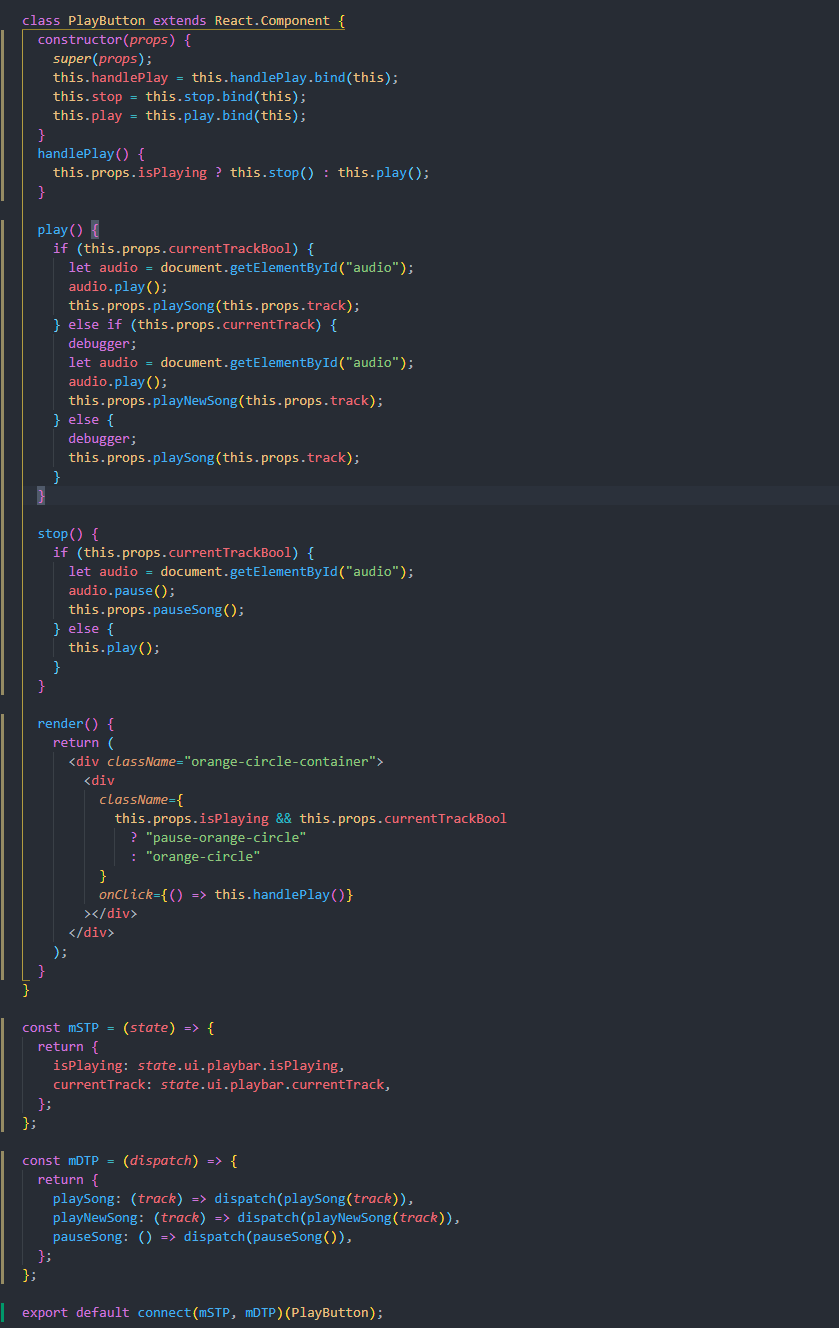 class PlayButton extends React.Component {
  constructor(props) {
    super(props);
    this.handlePlay = this.handlePlay.bind(this);
    this.stop = this.stop.bind(this);
    this.play = this.play.bind(this);
  }
  handlePlay() {
    this.props.isPlaying ? this.stop() : this.play();
  }

  play() {
    if (this.props.currentTrackBool) {
      let audio = document.getElementById("audio");
      audio.play();
      this.props.playSong(this.props.track);
    } else if (this.props.currentTrack) {
      debugger;
      let audio = document.getElementById("audio");
      audio.play();
      this.props.playNewSong(this.props.track);
    } else {
      debugger;
      this.props.playSong(this.props.track);
    }
  }

  stop() {
    if (this.props.currentTrackBool) {
      let audio = document.getElementById("audio");
      audio.pause();
      this.props.pauseSong();
    } else {
      this.play();
    }
  }

  render() {
    return (
      <div className="orange-circle-container">
        <div
          className={
            this.props.isPlaying && this.props.currentTrackBool
              ? "pause-orange-circle"
              : "orange-circle"
          }
          onClick={() => this.handlePlay()}
        ></div>
      </div>
    );
  }
}

const mSTP = (state) => {
  return {
    isPlaying: state.ui.playbar.isPlaying,
    currentTrack: state.ui.playbar.currentTrack,
  };
};

const mDTP = (dispatch) => {
  return {
    playSong: (track) => dispatch(playSong(track)),
    playNewSong: (track) => dispatch(playNewSong(track)),
    pauseSong: () => dispatch(pauseSong()),
  };
};

export default connect(mSTP, mDTP)(PlayButton);